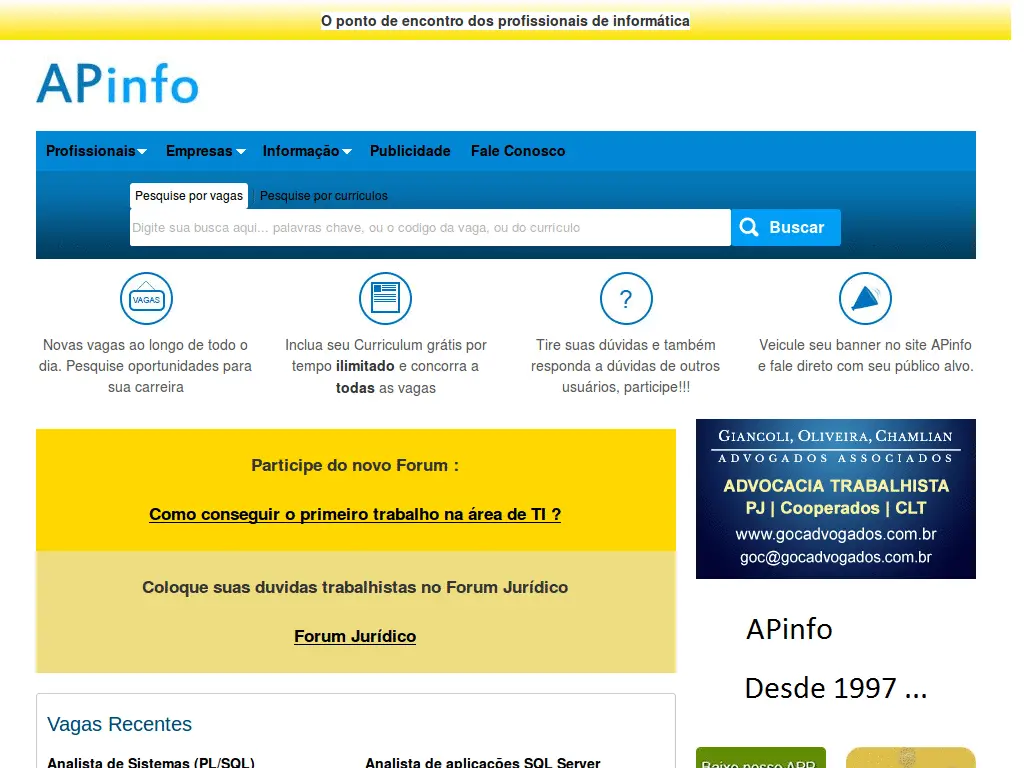 O ponto de encontro dos profissionais de informática
APinfo
Profissionais Empresas Informação Publicidade Fale Conosco
Pesquise por vagas Pesquise por curriculos
Digite sua busca aqui... palavras chave, ou o codigo da vaga, ou do curriculo
Buscar
VAGAS
Novas vagas ao longo de todo o
dia. Pesquise oportunidades para
sua carreira
Inclua seu Curriculum grátis por
tempo ilimitado e concorra a
todas as vagas
?
Tire suas dúvidas e também
responda a dúvidas de outros
usuários, participe!!!
Veicule seu banner no site APinfo
e fale direto com seu público alvo.
Participe do novo Forum :
Como conseguir o primeiro trabalho na área de TI ?
Coloque suas duvidas trabalhistas no Forum Jurídico
Forum Jurídico
Giancoli, Oliveira, Chamlian
ADVOGADOS ASSOCIADOS
ADVOCACIA TRABALHISTA
PJ | Cooperados | CLT
www.gocadvogados.com.br
goc@gocadvogados.com.br
APinfo
Desde 1997 ...
Vagas Recentes
Analista de Sistemas (PL/SQL)
Analista de aplicações SQL Server
Baixe nosso APP